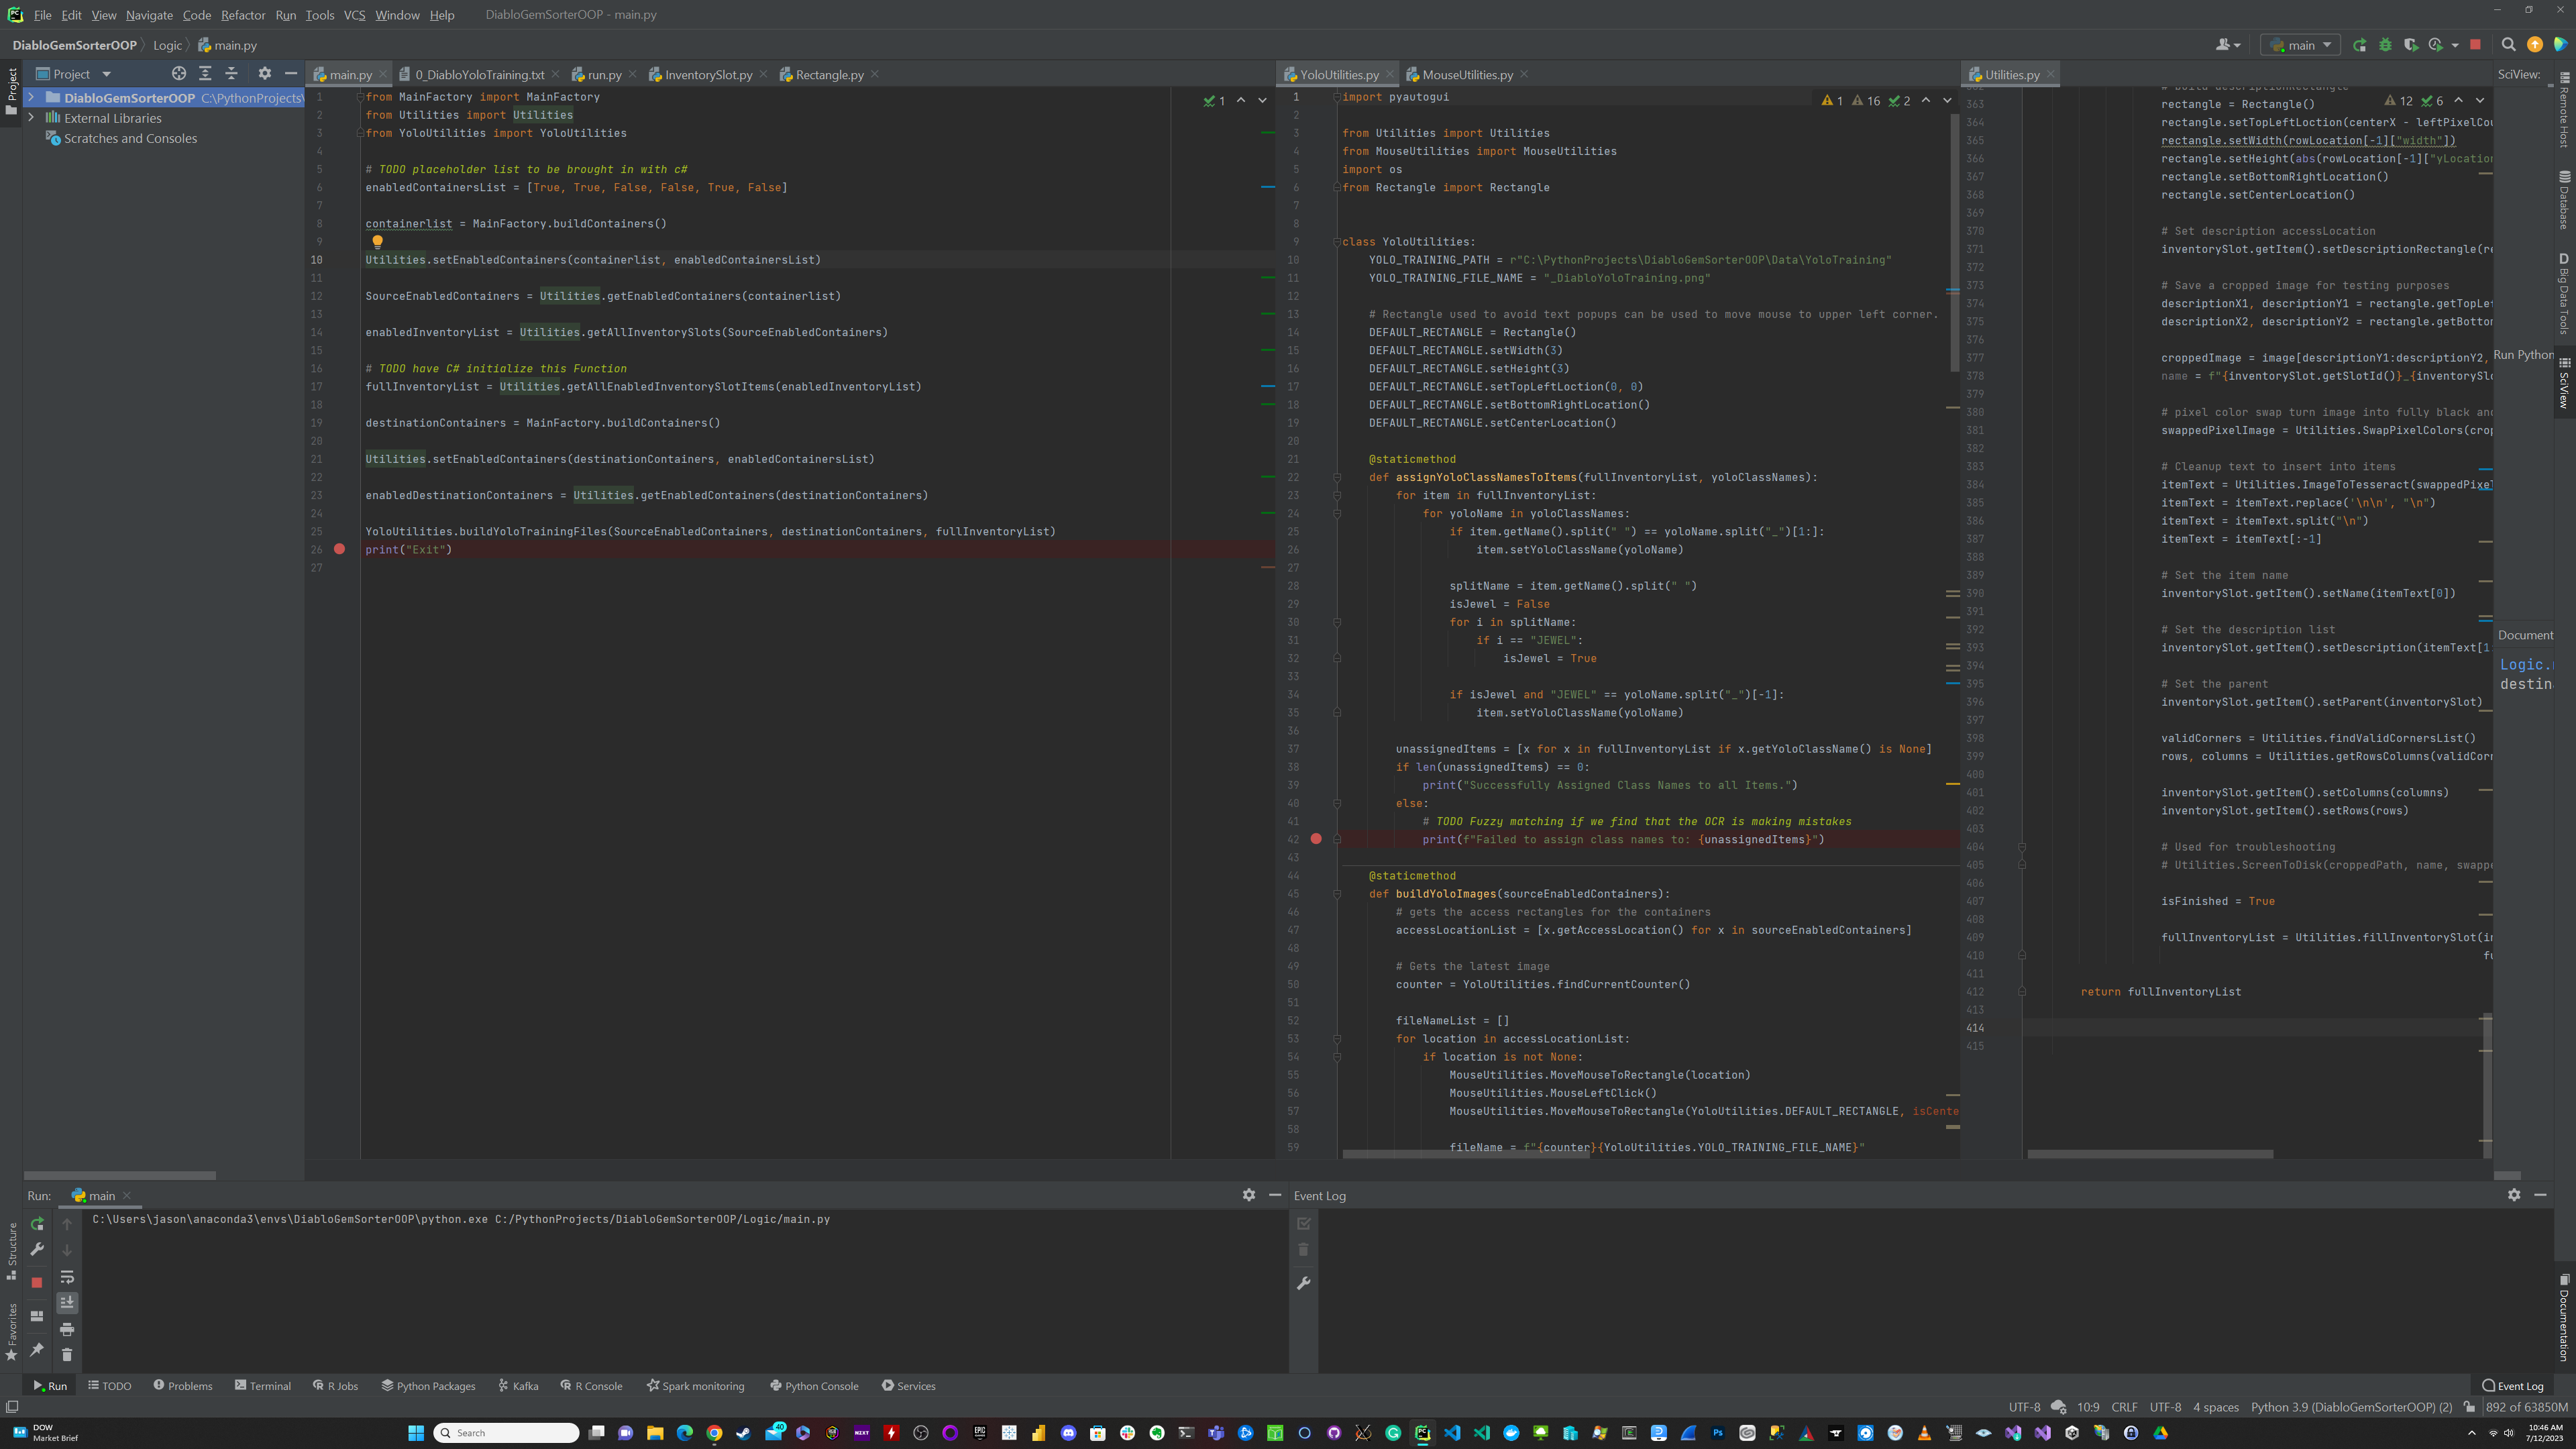 File Edit View Navigate Code Refactor Run Tools VCS Window Help DiabloGemSorterOOP - main.py
DiabloGemSorterOOP Logic main.py
main
Project
Project
DiabloGemSorterOOP C:\PythonProjects\
External Libraries
Scratches and Consoles
main.py 0_DiabloYoloTraining.txt run.py InventorySlot.py Rectangle.py
1
1 from MainFactory import MainFactory
2 from Utilities import Utilities
3 from YoloUtilities import YoloUtilities
4
5 # TODO placeholder list to be brought in with c#
6 enabledContainersList = [True, True, False, False, True, False]
7
8 containerlist = MainFactory.buildContainers()
9
10 Utilities.setEnabledContainers(containerlist, enabledContainersList)
11
12 SourceEnabledContainers = Utilities.getEnabledContainers(containerlist)
13
14 enabledInventoryList = Utilities.getAllInventorySlots(SourceEnabledContainers)
15
16 # TODO have C# initialize this Function
17 fullInventoryList = Utilities.getAllEnabledInventorySlotItems(enabledInventoryList)
18
19 destinationContainers = MainFactory.buildContainers()
20
21 Utilities.setEnabledContainers(destinationContainers, enabledContainersList)
22
23 enabledDestinationContainers = Utilities.getEnabledContainers(destinationContainers)
24
25 YoloUtilities.buildYoloTrainingFiles(SourceEnabledContainers, destinationContainers, fullInventoryList)
26 print("Exit")
27
YoloUtilities.py MouseUtilities.py
1 16 2
1 import pyautogui
2
3 from Utilities import Utilities
4 from MouseUtilities import MouseUtilities
5 import os
6 from Rectangle import Rectangle
7
8
9 class YoloUtilities:
10 YOLO_TRAINING_PATH = r"C:\PythonProjects\DiabloGemSorterOOP\Data\YoloTraining"
11 YOLO_TRAINING_FILE_NAME = "_DiabloYoloTraining.png"
12
13 # Rectangle used to avoid text popups can be used to move mouse to upper left corner.
14 DEFAULT_RECTANGLE = Rectangle()
15 DEFAULT_RECTANGLE.setWidth(3)
16 DEFAULT_RECTANGLE.setHeight(3)
17 DEFAULT_RECTANGLE.setTopLeftLoction(0, 0)
18 DEFAULT_RECTANGLE.setBottomRightLocation()
19 DEFAULT_RECTANGLE.setCenterLocation()
20
21 @staticmethod
22 def assignYoloClassNamesToItems(fullInventoryList, yoloClassNames):
23 for item in fullInventoryList:
24 for yoloName in yoloClassNames:
25 if item.getName().split(" ") == yoloName.split("_")[1:]:
26 item.setYoloClassName(yoloName)
27
28 splitName = item.getName().split(" ")
29 isJewel = False
30 for i in splitName:
31 if i == "JEWEL":
32 isJewel = True
33
34 if isJewel and "JEWEL" == yoloName.split("_")[-1]:
35 item.setYoloClassName(yoloName)
36
37 unassignedItems = [x for x in fullInventoryList if x.getYoloClassName() is None]
38 if len(unassignedItems) == 0:
39 print("Successfully Assigned Class Names to all Items.")
40 else:
41 # TODO Fuzzy matching if we find that the OCR is making mistakes
42 print(f"Failed to assign class names to: {unassignedItems}")
43
44 @staticmethod
45 def buildYoloImages(sourceEnabledContainers):
46 # gets the access rectangles for the containers
47 accessLocationList = [x.getAccessLocation() for x in sourceEnabledContainers]
48
49 # Gets the latest image
50 counter = YoloUtilities.findCurrentCounter()
51
52 fileNameList = []
53 for location in accessLocationList:
54 if location is not None:
55 MouseUtilities.MoveMouseToRectangle(location)
56 MouseUtilities.MouseLeftClick()
57 MouseUtilities.MoveMouseToRectangle(YoloUtilities.DEFAULT_RECTANGLE, isCente
58
59 fileName = f"{counter}{YoloUtilities.YOLO_TRAINING_FILE_NAME}"
Utilities.py
12 6
363 rectangle = Rectangle()
364 rectangle.setTopLeftLoction(centerX - leftPixelCou
365 rectangle.setWidth(rowLocation[-1]["width"])
366 rectangle.setHeight(abs(rowLocation[-1]["yLocation
367 rectangle.setBottomRightLocation()
368 rectangle.setCenterLocation()
369
370 # Set description accessLocation
371 inventorySlot.getItem().setDescriptionRectangle(re
372
373 # Save a cropped image for testing purposes
374 descriptionX1, descriptionY1 = rectangle.getTopLef
375 descriptionX2, descriptionY2 = rectangle.getBottom
376
377 croppedImage = image[descriptionY1:descriptionY2,
378 name = f"{inventorySlot.getSlotId()}_{inventorySlo
379
380 # pixel color swap turn image into fully black and
381 swappedPixelImage = Utilities.SwapPixelColors(crop
382
383 # Cleanup text to insert into items
384 itemText = Utilities.ImageToTesseract(swappedPixel
385 itemText = itemText.replace('\n\n', "\n")
386 itemText = itemText.split("\n")
387 itemText = itemText[:-1]
388
389 # Set the item name
390 inventorySlot.getItem().setName(itemText[0])
391
392 # Set the description list
393 inventorySlot.getItem().setDescription(itemText[1
394
395 # Set the parent
396 inventorySlot.getItem().setParent(inventorySlot)
397
398 validCorners = Utilities.findValidCornersList()
399 rows, columns = Utilities.getRowsColumns(validCorn
400
401 inventorySlot.getItem().setColumns(columns)
402 inventorySlot.getItem().setRows(rows)
403
404 # Used for troubleshooting
405 # Utilities.ScreenToDisk(croppedPath, name, swappe
406
407 isFinished = True
408
409 fullInventoryList = Utilities.fillInventorySlot(in
410 fu
411
412 return fullInventoryList
413
414
415
SciView:
Run Python
Document
Logic.
destina
Remote Host
Database
Big Data Tools
SciView
Documentation
Structure
Favorites
Run: main
C:\Users\jason\anaconda3\envs\DiabloGemSorterOOP\python.exe C:/PythonProjects/DiabloGemSorterOOP/Logic/main.py
Event Log
Run TODO Problems Terminal R Jobs Python Packages Kafka R Console Spark monitoring Python Console Services Event Log
UTF-8 10:9 CRLF UTF-8 4 spaces Python 3.9 (DiabloGemSorterOOP) (2) 892 of 63850M
DOW
Market Brief
Search
40
10:46 AM
7/12/2023